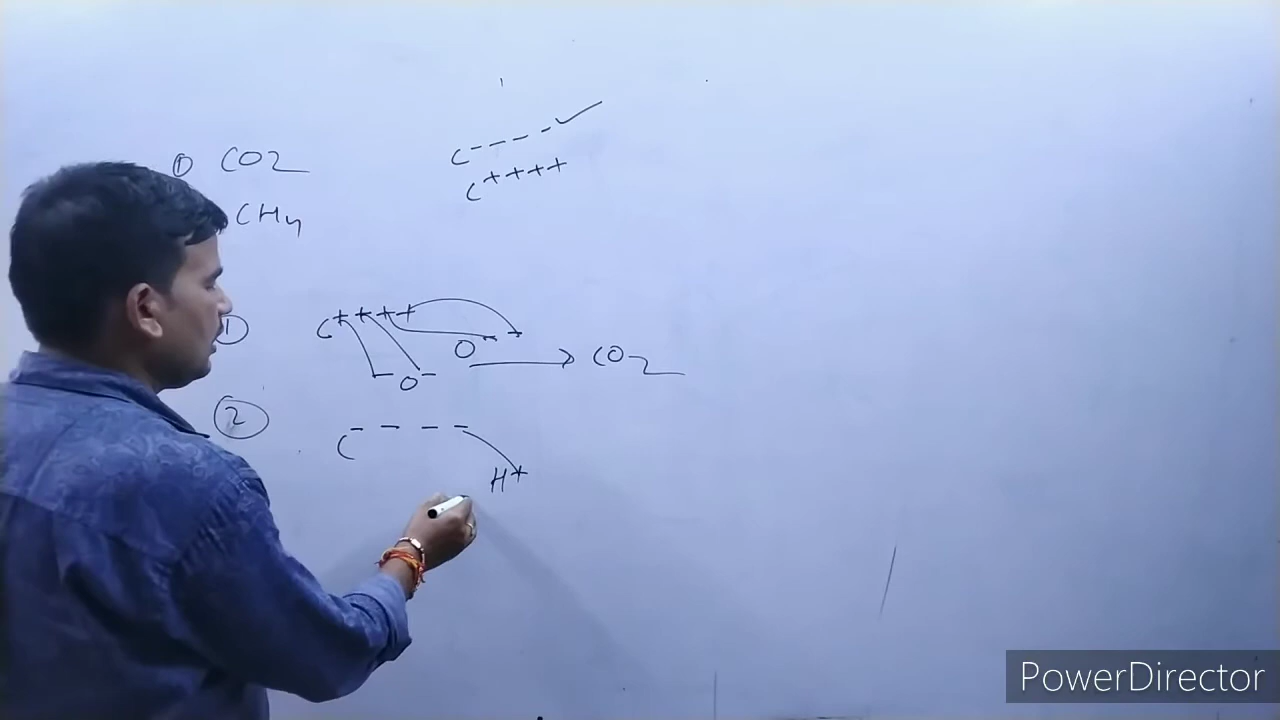 ① CO2
CH4
C - - - - ✓
C + + + +
① C + + + +
O - -
- O - → CO2
② C - - - -
H+
PowerDirector